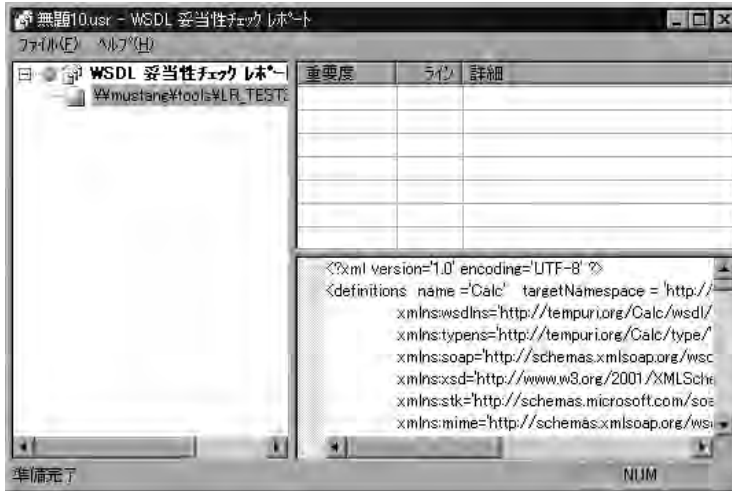 無題10.usr - WSDL 妥当性チェック レポート
ファイル(F) ヘルプ(H)
WSDL 妥当性チェック レポート
¥¥mustang¥tools¥LR_TEST
重要度 ライン 詳細
<?xml version='1.0' encoding='UTF-8' ?>
<definitions name ='Calc' targetNamespace = 'http://
xmlns:wsdlns='http://tempuri.org/Calc/wsdl/
xmlns:typens='http://tempuri.org/Calc/type/'
xmlns:soap='http://schemas.xmlsoap.org/wsd
xmlns:xsd='http://www.w3.org/2001/XMLSche
xmlns:stk='http://schemas.microsoft.com/soa
xmlns:mime='http://schemas.xmlsoap.org/ws
準備完了
NUM